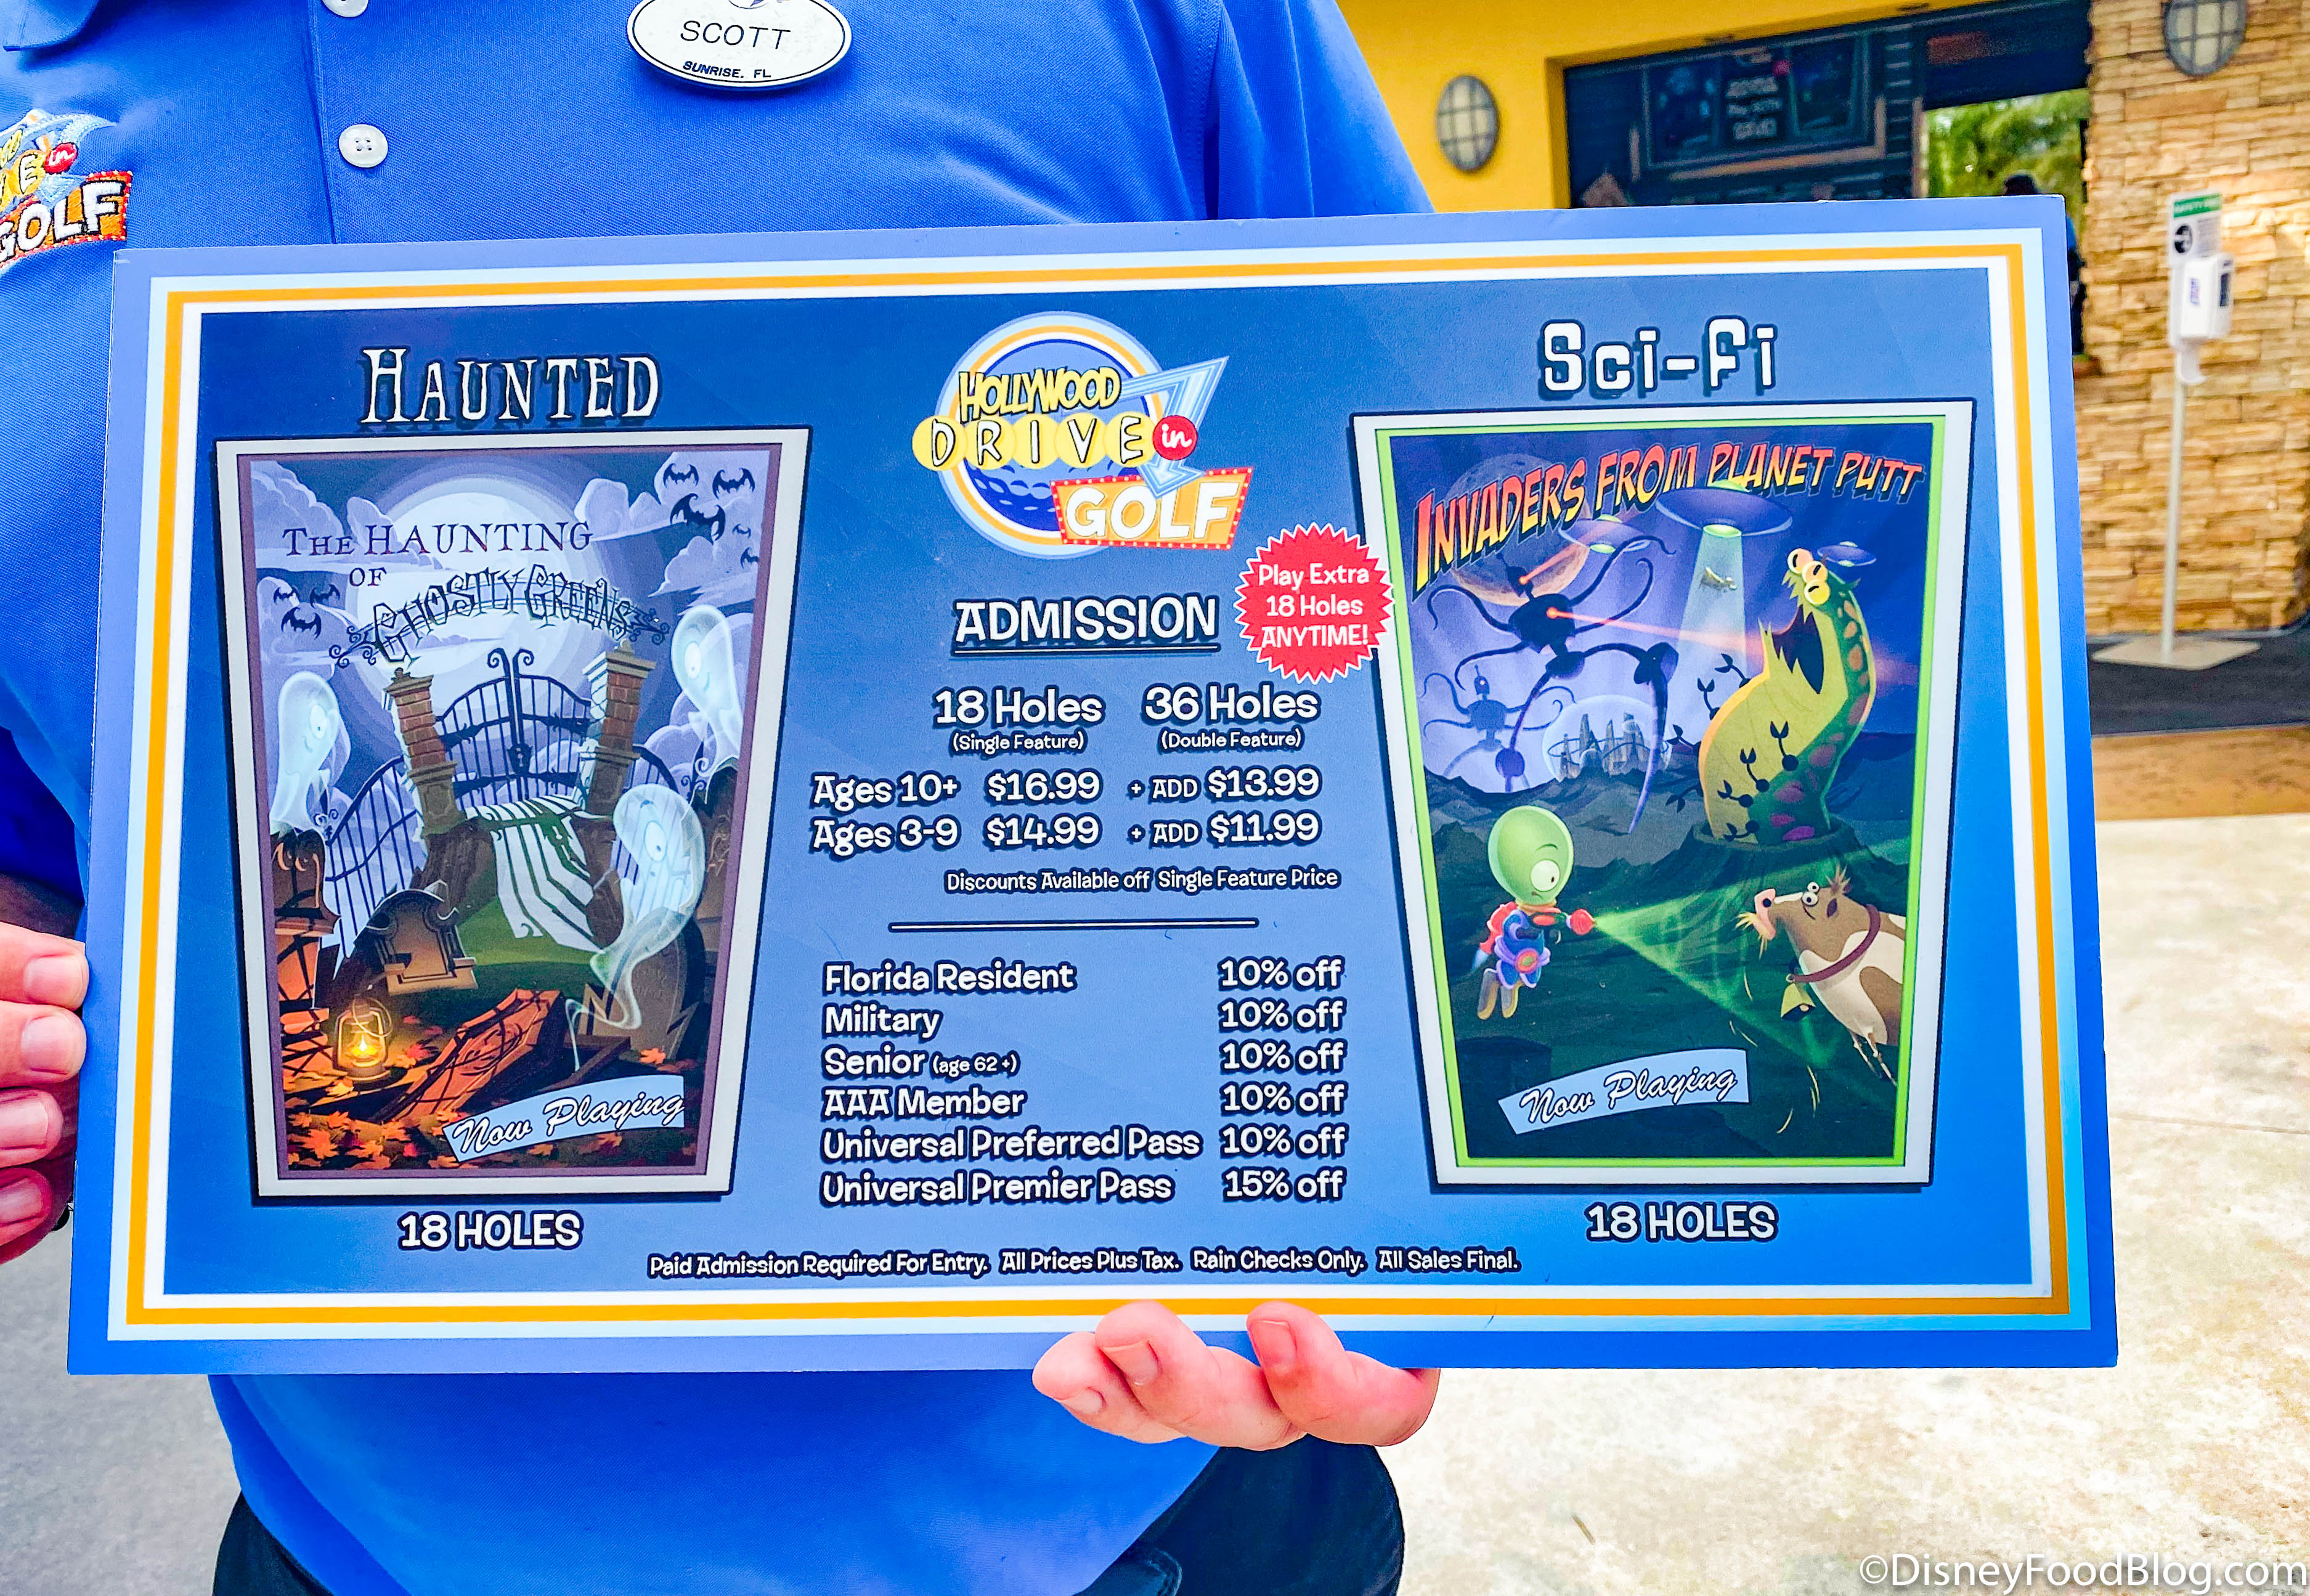 SCOTT
SUNRISE, FL
in
GOLF
HAUNTED
THE HAUNTING
OF
GHOSTLY GREENS
Now Playing
18 HOLES
HOLLYWOOD
DRIVE in
GOLF
Play Extra
18 Holes
ANYTIME!
ADMISSION
18 Holes 36 Holes
(Single Feature) (Double Feature)
Ages 10+ $16.99 + ADD $13.99
Ages 3-9 $14.99 + ADD $11.99
Discounts Available off Single Feature Price
Florida Resident 10% off
Military 10% off
Senior (age 62+) 10% off
AAA Member 10% off
Universal Preferred Pass 10% off
Universal Premier Pass 15% off
Sci-Fi
INVADERS FROM PLANET PUTT
Now Playing
18 HOLES
Paid Admission Required For Entry. All Prices Plus Tax. Rain Checks Only. All Sales Final.
©DisneyFoodBlog.com